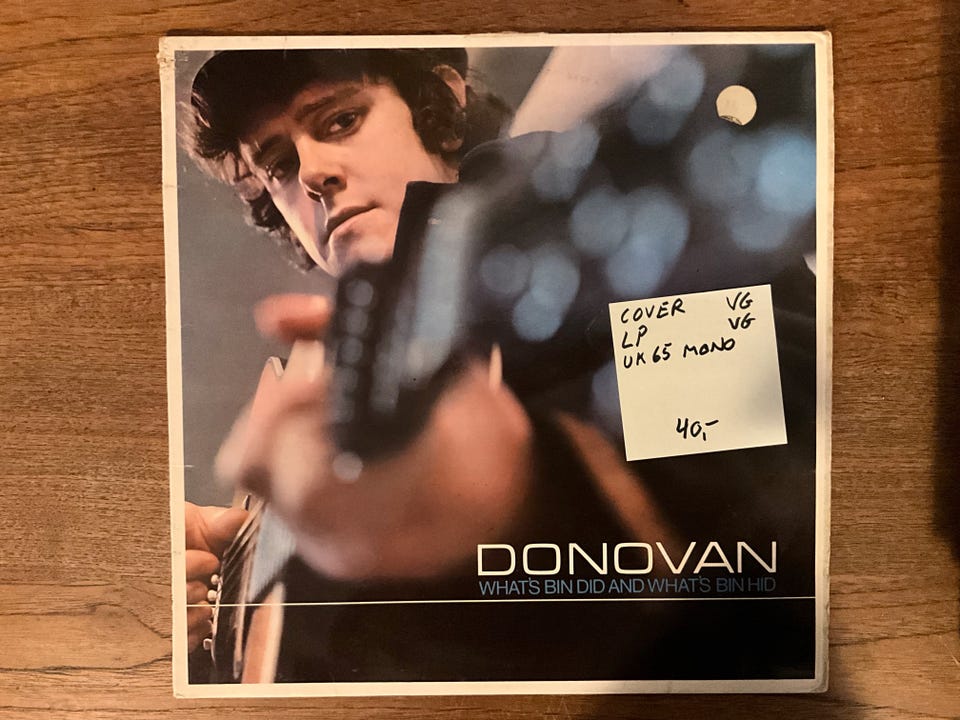 COVER VG
LP VG
UK 65 MONO
40,-
DONOVAN
WHAT'S BIN DID AND WHAT'S BIN HID